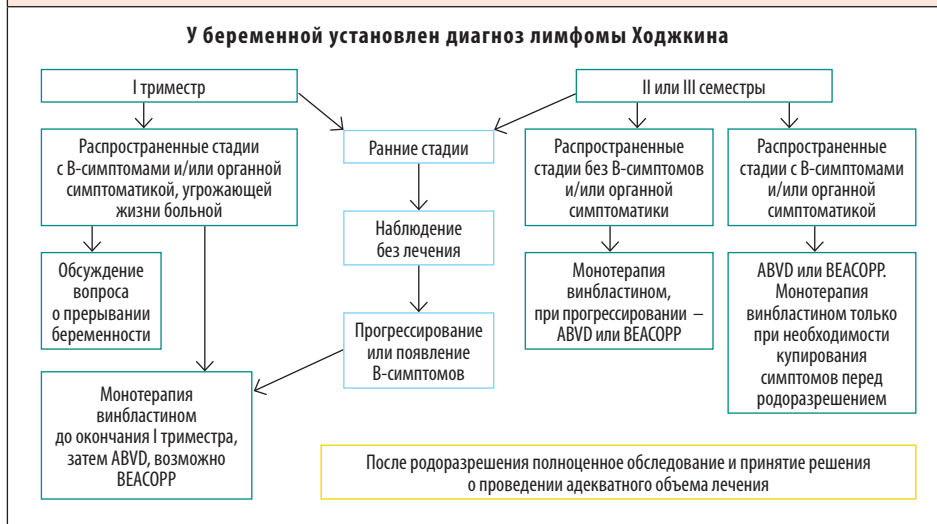 У беременной установлен диагноз лимфомы Ходжкина
I триместр
II или III семестры
Распространенные стадии
с В-симптомами и/или органной
симптоматикой, угрожающей
жизни больной
Ранние стадии
Распространенные
стадии без В-симптомов
и/или органной
симптоматики
Распространенные
стадии с В-симптомами
и/или органной
симптоматикой
Обсуждение
вопроса
о прерывании
беременности
Наблюдение
без лечения
Монотерапия
винбластином,
при прогрессировании –
ABVD или BEACOPP
ABVD или BEACOPP.
Монотерапия
винбластином только
при необходимости
купирования
симптомов перед
родоразрешением
Прогрессирование
или появление
В-симптомов
Монотерапия
винбластином
до окончания I триместра,
затем ABVD, возможно
BEACOPP
После родоразрешения полноценное обследование и принятие решения
о проведении адекватного объема лечения